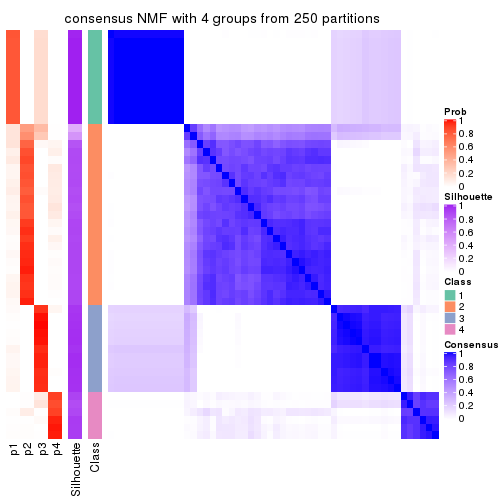 consensus NMF with 4 groups from 250 partitions
Prob
1
0.8
0.6
0.4
0.2
0
Silhouette
1
0.8
0.6
0.4
0.2
0
Class
1
2
3
4
Consensus
1
0.8
0.6
0.4
0.2
0
p1
p2
p3
p4
Silhouette
Class